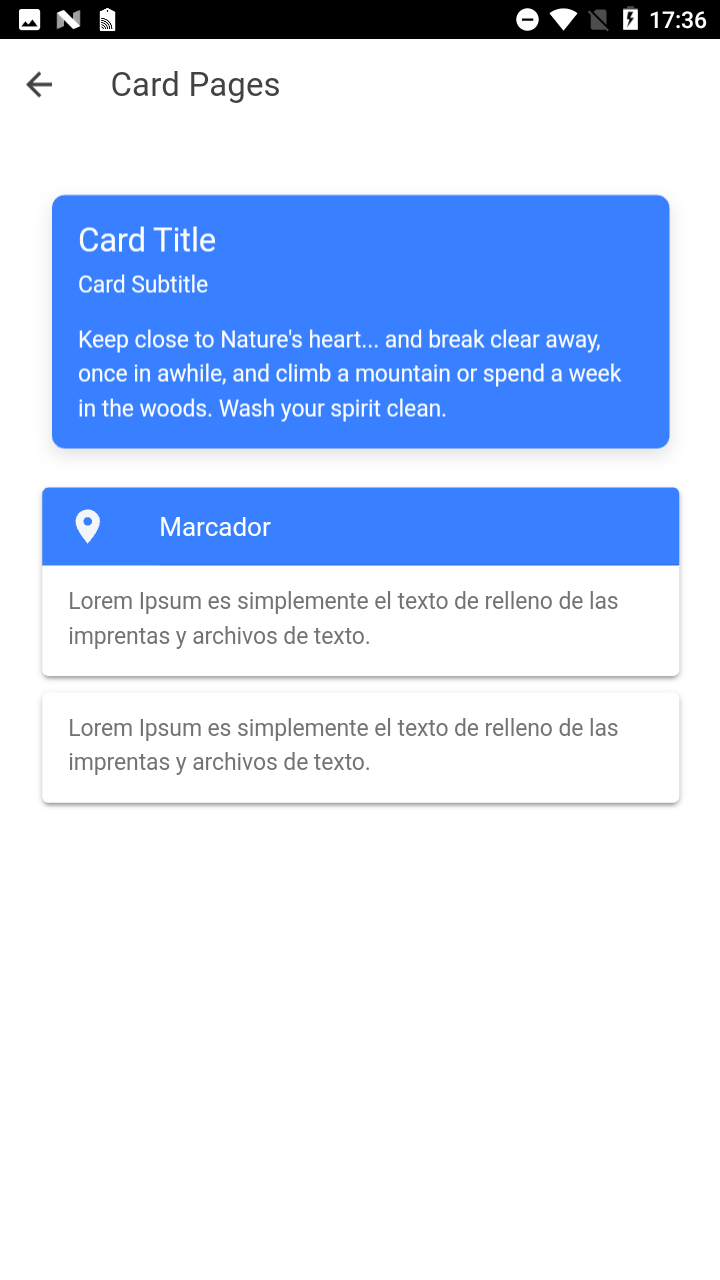 17:36
Card Pages
Card Title
Card Subtitle
Keep close to Nature's heart... and break clear away,
once in awhile, and climb a mountain or spend a week
in the woods. Wash your spirit clean.
Marcador
Lorem Ipsum es simplemente el texto de relleno de las
imprentas y archivos de texto.
Lorem Ipsum es simplemente el texto de relleno de las
imprentas y archivos de texto.